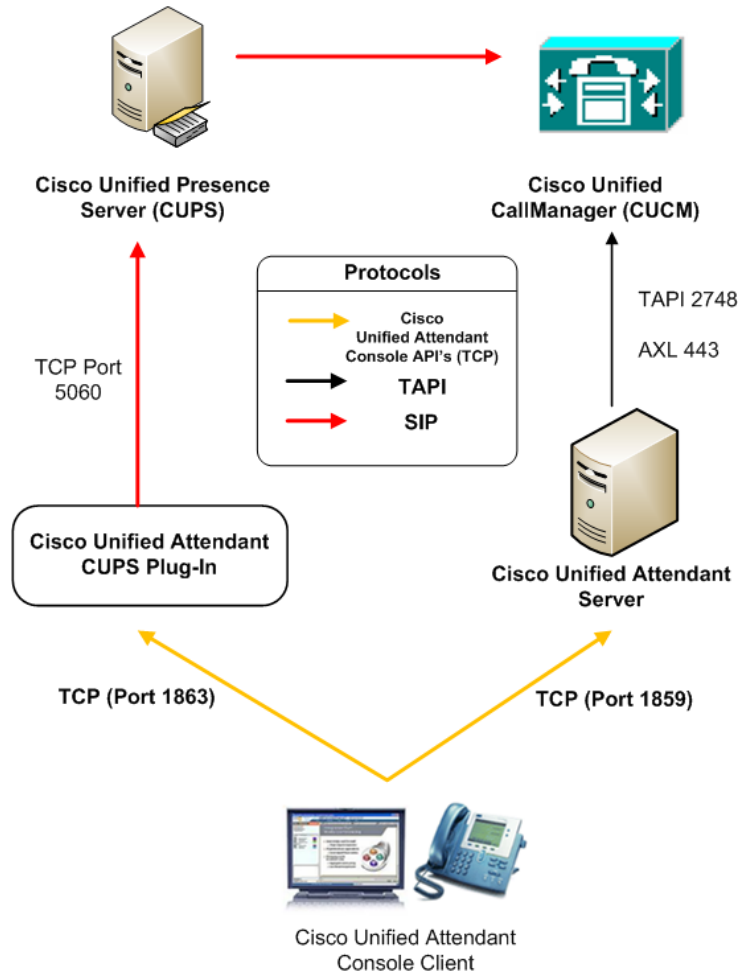 Cisco Unified Presence
Server (CUPS)
Cisco Unified
CallManager (CUCM)
Protocols
Cisco
Unified Attendant
Console API's (TCP)
TAPI
SIP
TCP Port
5060
TAPI 2748
AXL 443
Cisco Unified Attendant
CUPS Plug-In
Cisco Unified Attendant
Server
TCP (Port 1863)
TCP (Port 1859)
Cisco Unified Attendant
Console Client